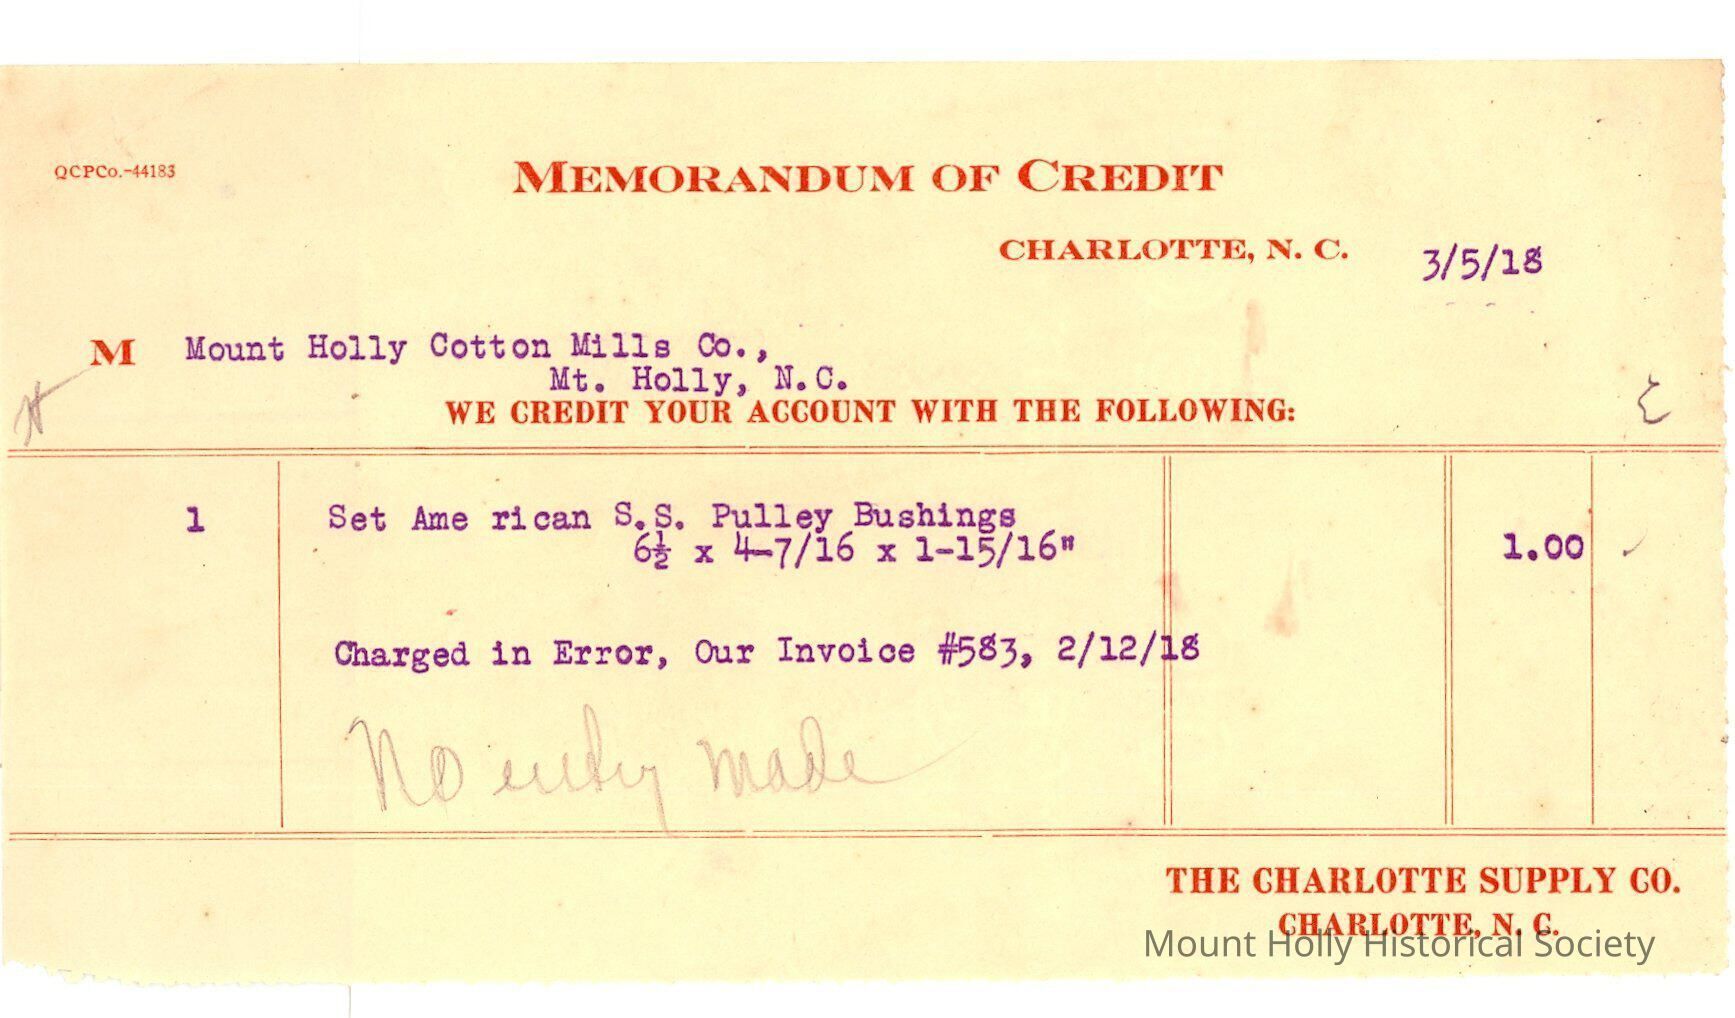 QCPCo.-44183
MEMORANDUM OF CREDIT
CHARLOTTE, N. C. 3/5/18
M Mount Holly Cotton Mills Co.,
Mt. Holly, N.C.
WE CREDIT YOUR ACCOUNT WITH THE FOLLOWING:
1 Set Ame rican S.S. Pulley Bushings
6½ x 4-7/16 x 1-15/16" 1.00
Charged in Error, Our Invoice #583, 2/12/18
No entry made
THE CHARLOTTE SUPPLY CO.
CHARLOTTE, N. C.
Mount Holly Historical Society